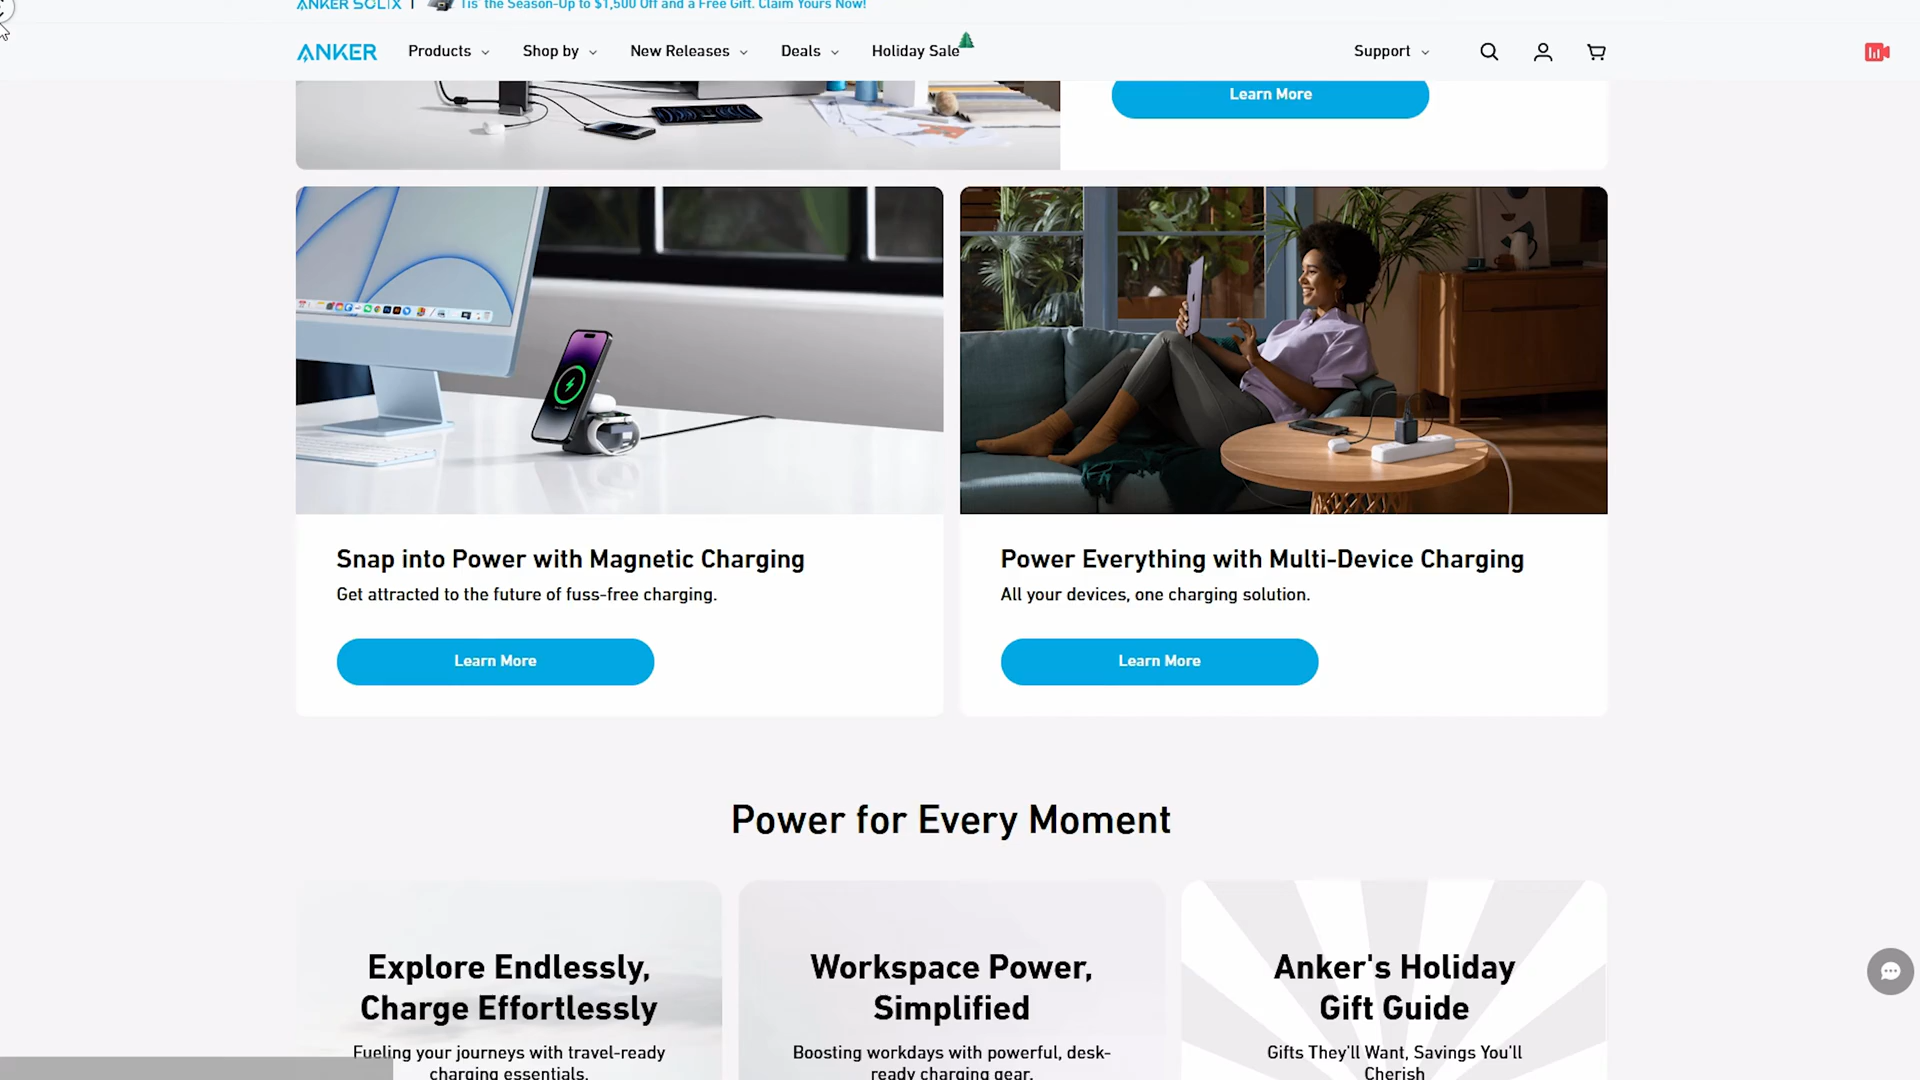 ANKER SOLIX | Tis' the Season-Up to $1,500 Off and a Free Gift. Claim Yours Now!
ANKER Products Shop by New Releases Deals Holiday Sale Support
Learn More
Snap into Power with Magnetic Charging
Get attracted to the future of fuss-free charging.
Learn More
Power Everything with Multi-Device Charging
All your devices, one charging solution.
Learn More
Power for Every Moment
Explore Endlessly,
Charge Effortlessly
Fueling your journeys with travel-ready
charging essentials.
Workspace Power,
Simplified
Boosting workdays with powerful, desk-
ready charging gear.
Anker's Holiday
Gift Guide
Gifts They'll Want, Savings You'll
Cherish